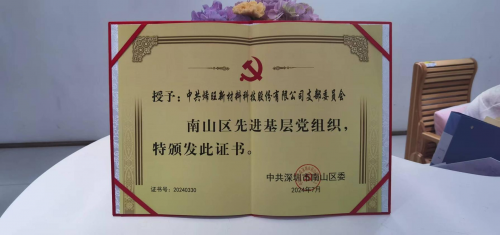 授予：中共烯旺新材料科技股份有限公司支部委员会
南山区先进基层党组织，
特颁发此证书。
中共深圳市南山区委
证书号：20240330
2024年7月